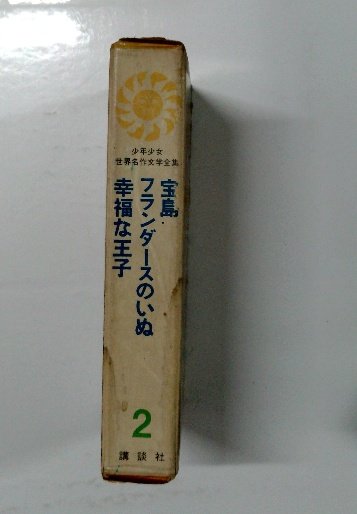 少年少女
世界名作文学全集
宝島・
フランダースのいぬ
幸福な王子
2
講談社